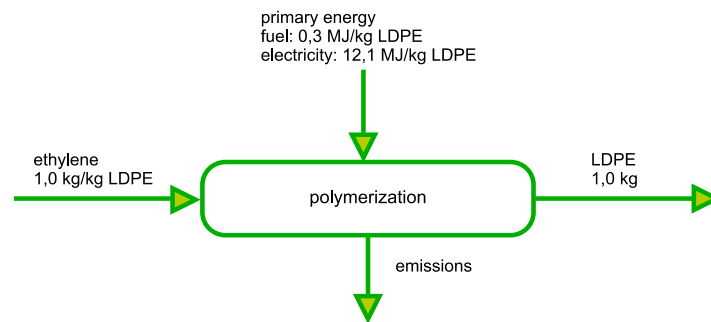 primary energy
fuel: 0,3 MJ/kg LDPE
electricity: 12,1 MJ/kg LDPE
ethylene
1,0 kg/kg LDPE
LDPE
1,0 kg
polymerization
emissions